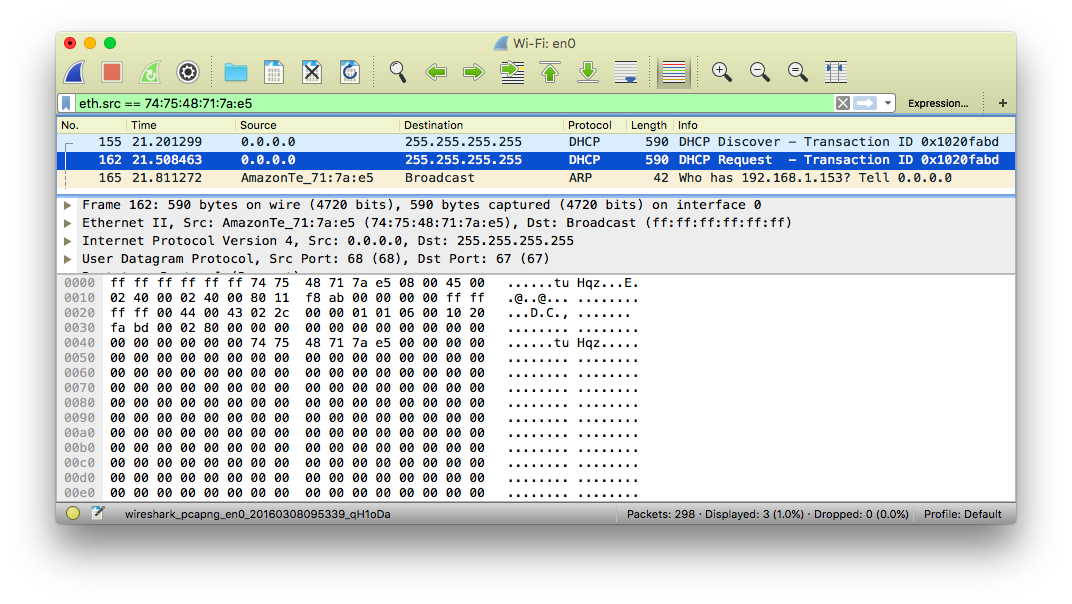 Wi-Fi: en0
eth.src == 74:75:48:71:7a:e5 Expression... +
No. Time Source Destination Protocol Length Info
155 21.201299 0.0.0.0 255.255.255.255 DHCP 590 DHCP Discover – Transaction ID 0x1020fabd
162 21.508463 0.0.0.0 255.255.255.255 DHCP 590 DHCP Request – Transaction ID 0x1020fabd
165 21.811272 AmazonTe_71:7a:e5 Broadcast ARP 42 Who has 192.168.1.153? Tell 0.0.0.0
Frame 162: 590 bytes on wire (4720 bits), 590 bytes captured (4720 bits) on interface 0
Ethernet II, Src: AmazonTe_71:7a:e5 (74:75:48:71:7a:e5), Dst: Broadcast (ff:ff:ff:ff:ff:ff)
Internet Protocol Version 4, Src: 0.0.0.0, Dst: 255.255.255.255
User Datagram Protocol, Src Port: 68 (68), Dst Port: 67 (67)
0000 ff ff ff ff ff ff 74 75 48 71 7a e5 08 00 45 00 ......tu Hqz...E.
0010 02 40 00 02 40 00 80 11 f8 ab 00 00 00 00 ff ff .@..@... ........
0020 ff ff 00 44 00 43 02 2c 00 00 01 01 06 00 10 20 ...D.C., .......
0030 fa bd 00 02 80 00 00 00 00 00 00 00 00 00 00 00 ........ ........
0040 00 00 00 00 00 00 74 75 48 71 7a e5 00 00 00 00 ......tu Hqz.....
0050 00 00 00 00 00 00 00 00 00 00 00 00 00 00 00 00 ........ ........
0060 00 00 00 00 00 00 00 00 00 00 00 00 00 00 00 00 ........ ........
0070 00 00 00 00 00 00 00 00 00 00 00 00 00 00 00 00 ........ ........
0080 00 00 00 00 00 00 00 00 00 00 00 00 00 00 00 00 ........ ........
0090 00 00 00 00 00 00 00 00 00 00 00 00 00 00 00 00 ........ ........
00a0 00 00 00 00 00 00 00 00 00 00 00 00 00 00 00 00 ........ ........
00b0 00 00 00 00 00 00 00 00 00 00 00 00 00 00 00 00 ........ ........
00c0 00 00 00 00 00 00 00 00 00 00 00 00 00 00 00 00 ........ ........
00d0 00 00 00 00 00 00 00 00 00 00 00 00 00 00 00 00 ........ ........
00e0 00 00 00 00 00 00 00 00 00 00 00 00 00 00 00 00 ........ ........
wireshark_pcapng_en0_20160308095339_qH1oDa Packets: 298 · Displayed: 3 (1.0%) · Dropped: 0 (0.0%) Profile: Default